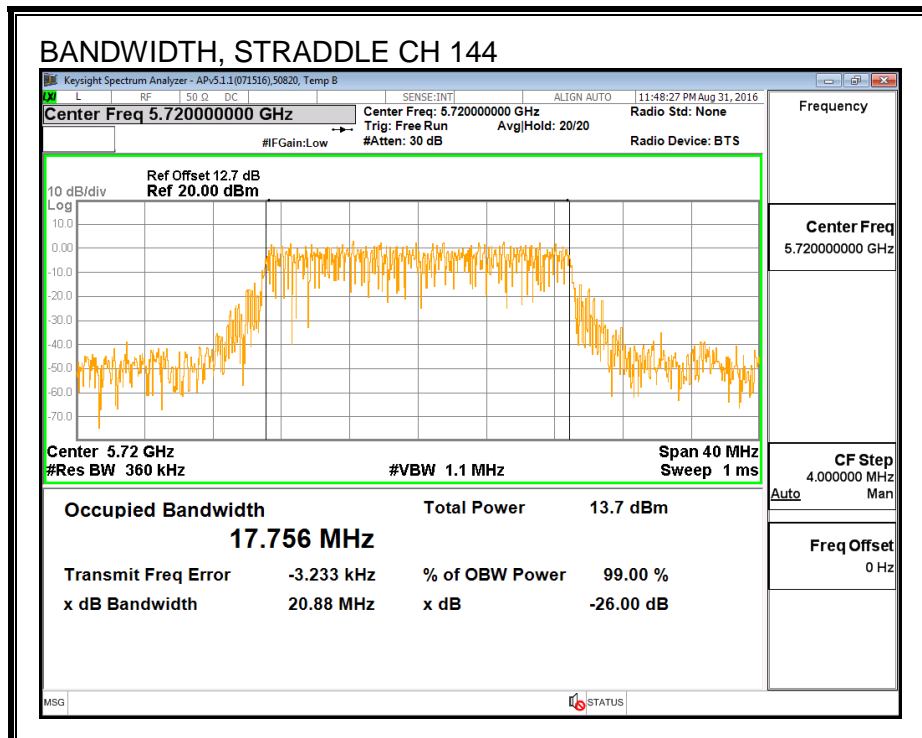 BANDWIDTH, STRADDLE CH 144
Keysight Spectrum Analyzer - APv5.1.1(071516),50820, Temp B
LXI L RF 50 Ω DC SENSE:INT ALIGN AUTO 11:48:27 PM Aug 31, 2016
Center Freq 5.720000000 GHz
Center Freq: 5.720000000 GHz Radio Std: None
Trig: Free Run Avg|Hold: 20/20
#IFGain:Low #Atten: 30 dB Radio Device: BTS
Ref Offset 12.7 dB
10 dB/div Ref 20.00 dBm
Log
10.0
0.00
-10.0
-20.0
-30.0
-40.0
-50.0
-60.0
-70.0
Center 5.72 GHz Span 40 MHz
#Res BW 360 kHz #VBW 1.1 MHz Sweep 1 ms
Occupied Bandwidth Total Power 13.7 dBm
17.756 MHz
Transmit Freq Error -3.233 kHz % of OBW Power 99.00 %
x dB Bandwidth 20.88 MHz x dB -26.00 dB
MSG STATUS
Frequency
Center Freq
5.720000000 GHz
CF Step
4.000000 MHz
Auto Man
Freq Offset
0 Hz